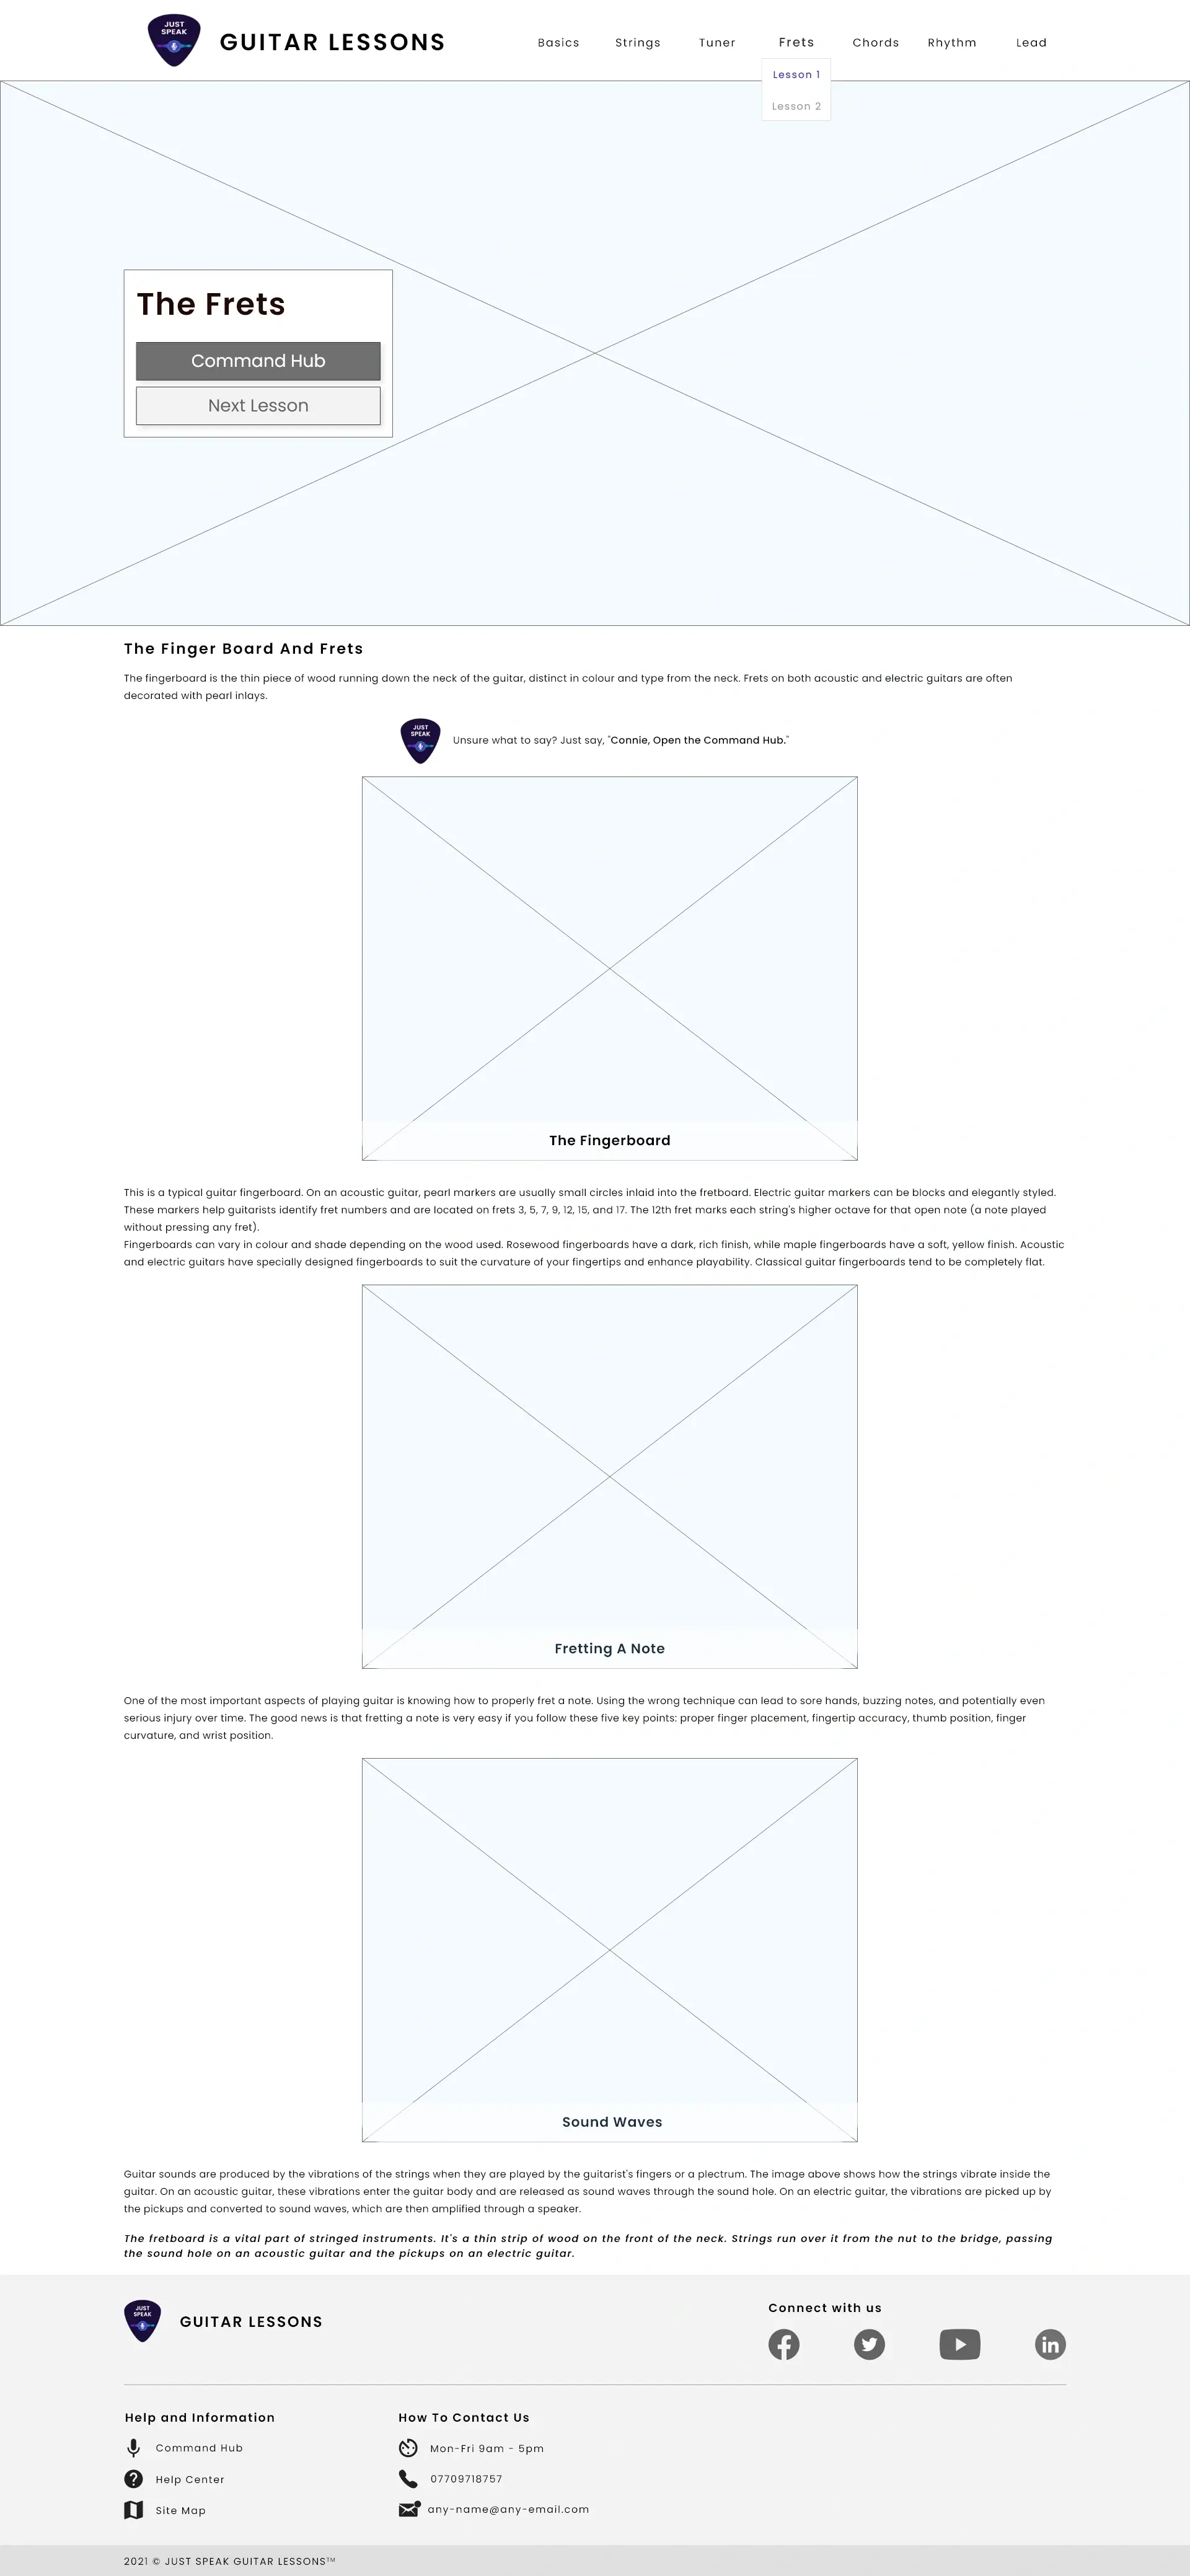 JUST
SPEAK
GUITAR LESSONS
Basics
Strings
Tuner
Frets
Chords
Rhythm
Lead
Lesson 1
Lesson 2
The Frets
Command Hub
Next Lesson
The Finger Board And Frets
The fingerboard is the thin piece of wood running down the neck of the guitar, distinct in colour and type from the neck. Frets on both acoustic and electric guitars are often
decorated with pearl inlays.
JUST
SPEAK
Unsure what to say? Just say, "Connie, Open the Command Hub."
The Fingerboard
This is a typical guitar fingerboard. On an acoustic guitar, pearl markers are usually small circles inlaid into the fretboard. Electric guitar markers can be blocks and elegantly styled.
These markers help guitarists identify fret numbers and are located on frets 3, 5, 7, 9, 12, 15, and 17. The 12th fret marks each string's higher octave for that open note (a note played
without pressing any fret).
Fingerboards can vary in colour and shade depending on the wood used. Rosewood fingerboards have a dark, rich finish, while maple fingerboards have a soft, yellow finish. Acoustic
and electric guitars have specially designed fingerboards to suit the curvature of your fingertips and enhance playability. Classical guitar fingerboards tend to be completely flat.
Fretting A Note
One of the most important aspects of playing guitar is knowing how to properly fret a note. Using the wrong technique can lead to sore hands, buzzing notes, and potentially even
serious injury over time. The good news is that fretting a note is very easy if you follow these five key points: proper finger placement, fingertip accuracy, thumb position, finger
curvature, and wrist position.
Sound Waves
Guitar sounds are produced by the vibrations of the strings when they are played by the guitarist's fingers or a plectrum. The image above shows how the strings vibrate inside the
guitar. On an acoustic guitar, these vibrations enter the guitar body and are released as sound waves through the sound hole. On an electric guitar, the vibrations are picked up by
the pickups and converted to sound waves, which are then amplified through a speaker.
The fretboard is a vital part of stringed instruments. It's a thin strip of wood on the front of the neck. Strings run over it from the nut to the bridge, passing
the sound hole on an acoustic guitar and the pickups on an electric guitar.
JUST
SPEAK
GUITAR LESSONS
Connect with us
Help and Information
Command Hub
Help Center
Site Map
How To Contact Us
Mon-Fri 9am - 5pm
07709718757
any-name@any-email.com
2021 © JUST SPEAK GUITAR LESSONS™